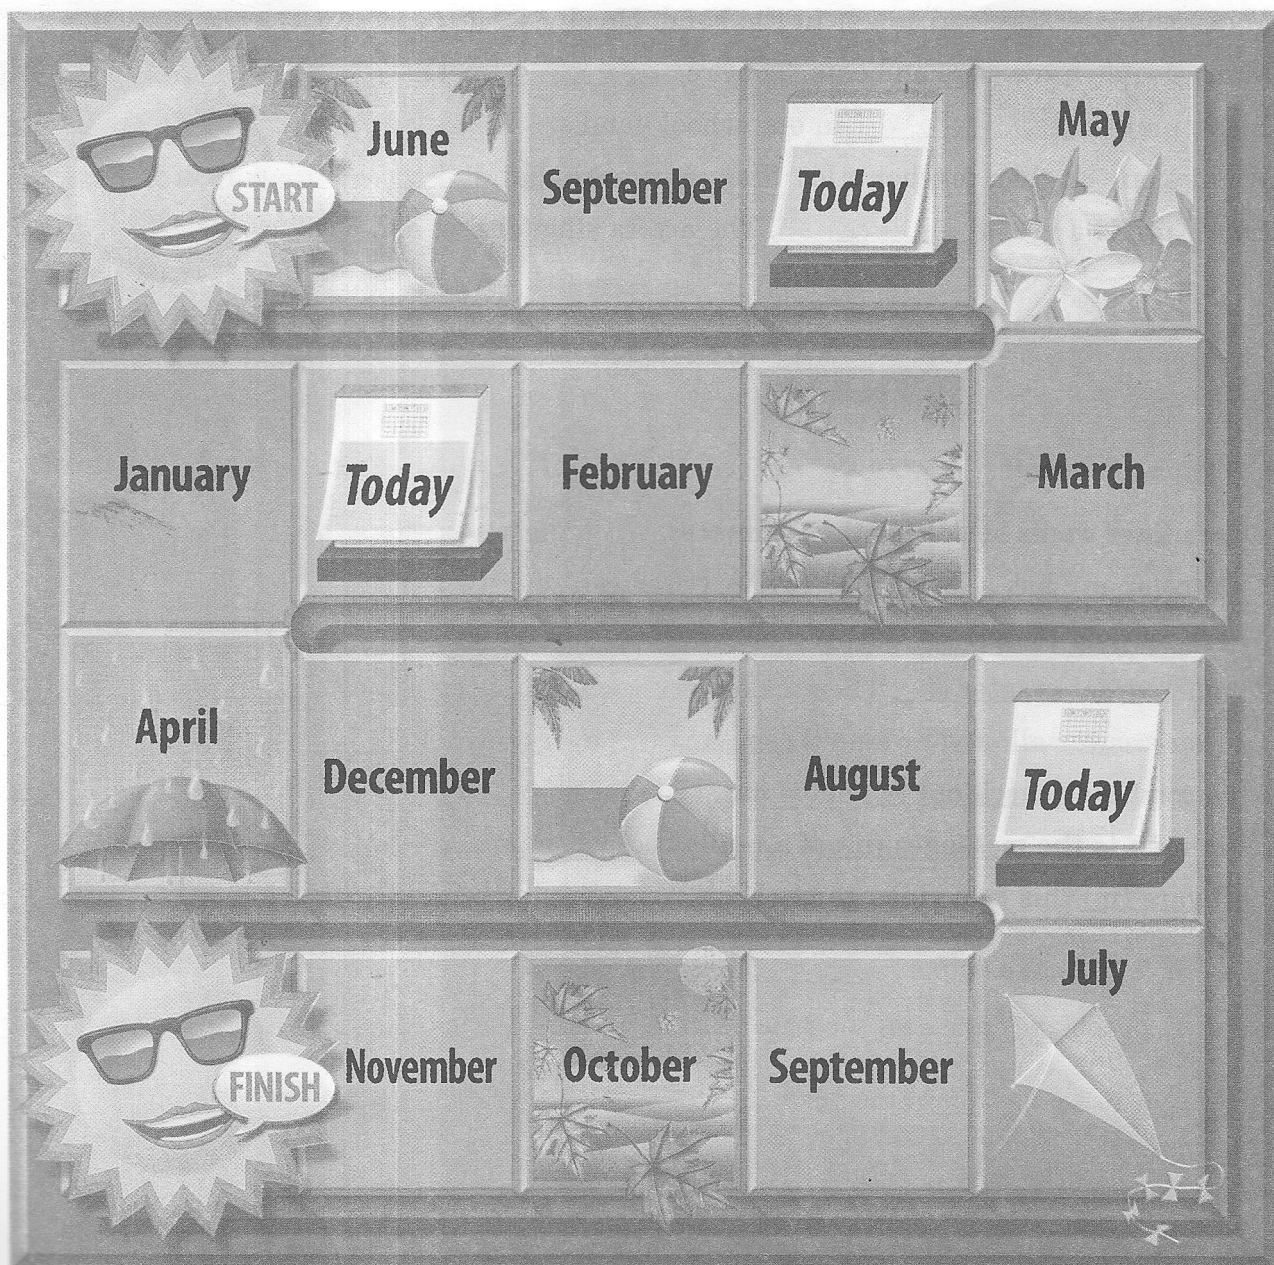 START
June
September
Today
May
January
Today
February
March
April
December
August
Today
FINISH
November
October
September
July